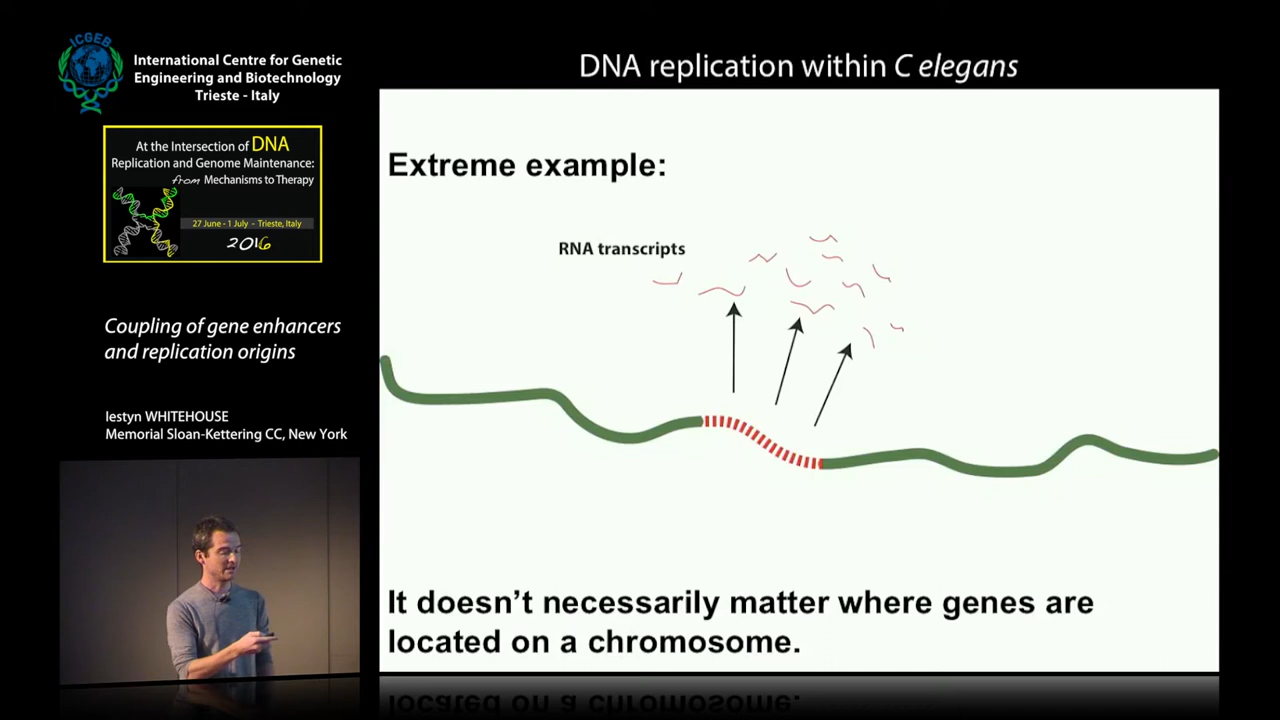 ICGEB
International Centre for Genetic
Engineering and Biotechnology
Trieste - Italy
At the Intersection of DNA
Replication and Genome Maintenance:
from Mechanisms to Therapy
27 June - 1 July - Trieste, Italy
2016
Coupling of gene enhancers
and replication origins
Iestyn WHITEHOUSE
Memorial Sloan-Kettering CC, New York
DNA replication within C elegans
Extreme example:
RNA transcripts
It doesn't necessarily matter where genes are
located on a chromosome.